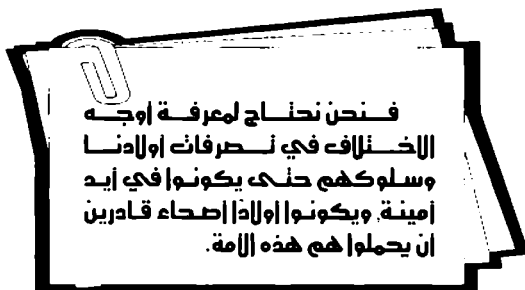 فنحن نحتاج لمعرفة أوجه
الاختلاف في تصرفات أولادنا
وسلوكهم حتى يكونوا في أيد
أمينة، ويكونوا أولادًا أصحاء قادرين
أن يحملوا هم هذه الأمة.